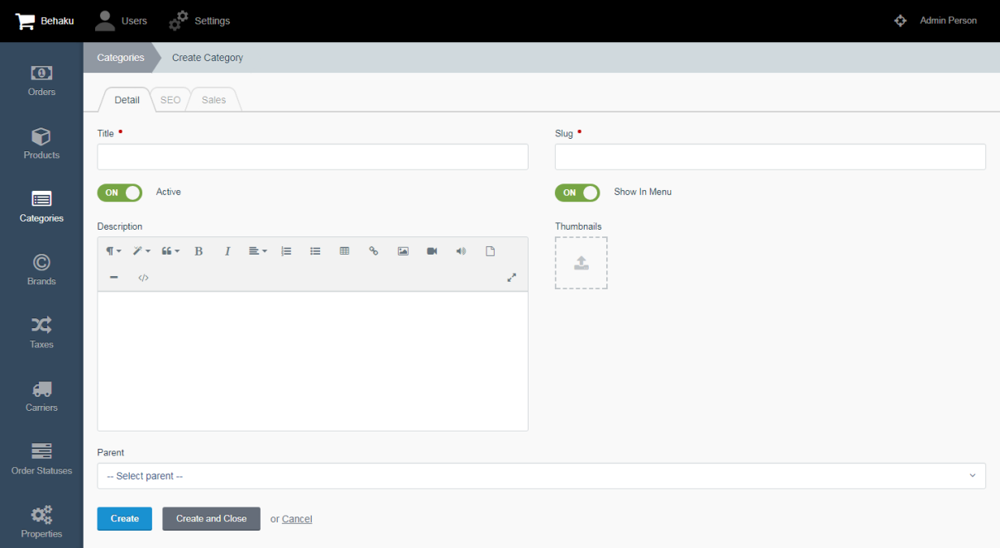 Behaku
Users
Settings
Admin Person
Orders
Products
Categories
Brands
Taxes
Carriers
Order Statuses
Properties
Categories
Create Category
Detail
SEO
Sales
Title
Slug
ON
Active
ON
Show In Menu
Description
Thumbnails
B
I
Parent
-- Select parent --
Create
Create and Close
or Cancel